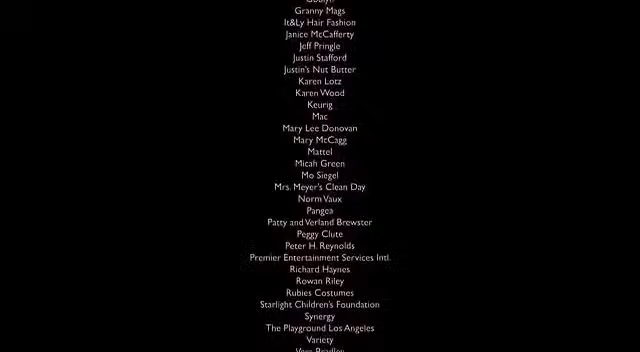 Granny Mags
It&Ly Hair Fashion
Janice McCafferty
Jeff Pringle
Justin Stafford
Justin's Nut Butter
Karen Lotz
Karen Wood
Keurig
Mac
Mary Lee Donovan
Mary McCagg
Mattel
Micah Green
Mo Siegel
Mrs. Meyer's Clean Day
Norm Vaux
Pangea
Patty and Verland Brewster
Peggy Clute
Peter H. Reynolds
Premier Entertainment Services Intl.
Richard Haynes
Rowan Riley
Rubies Costumes
Starlight Children's Foundation
Synergy
The Playground Los Angeles
Variety
Vera Bradley